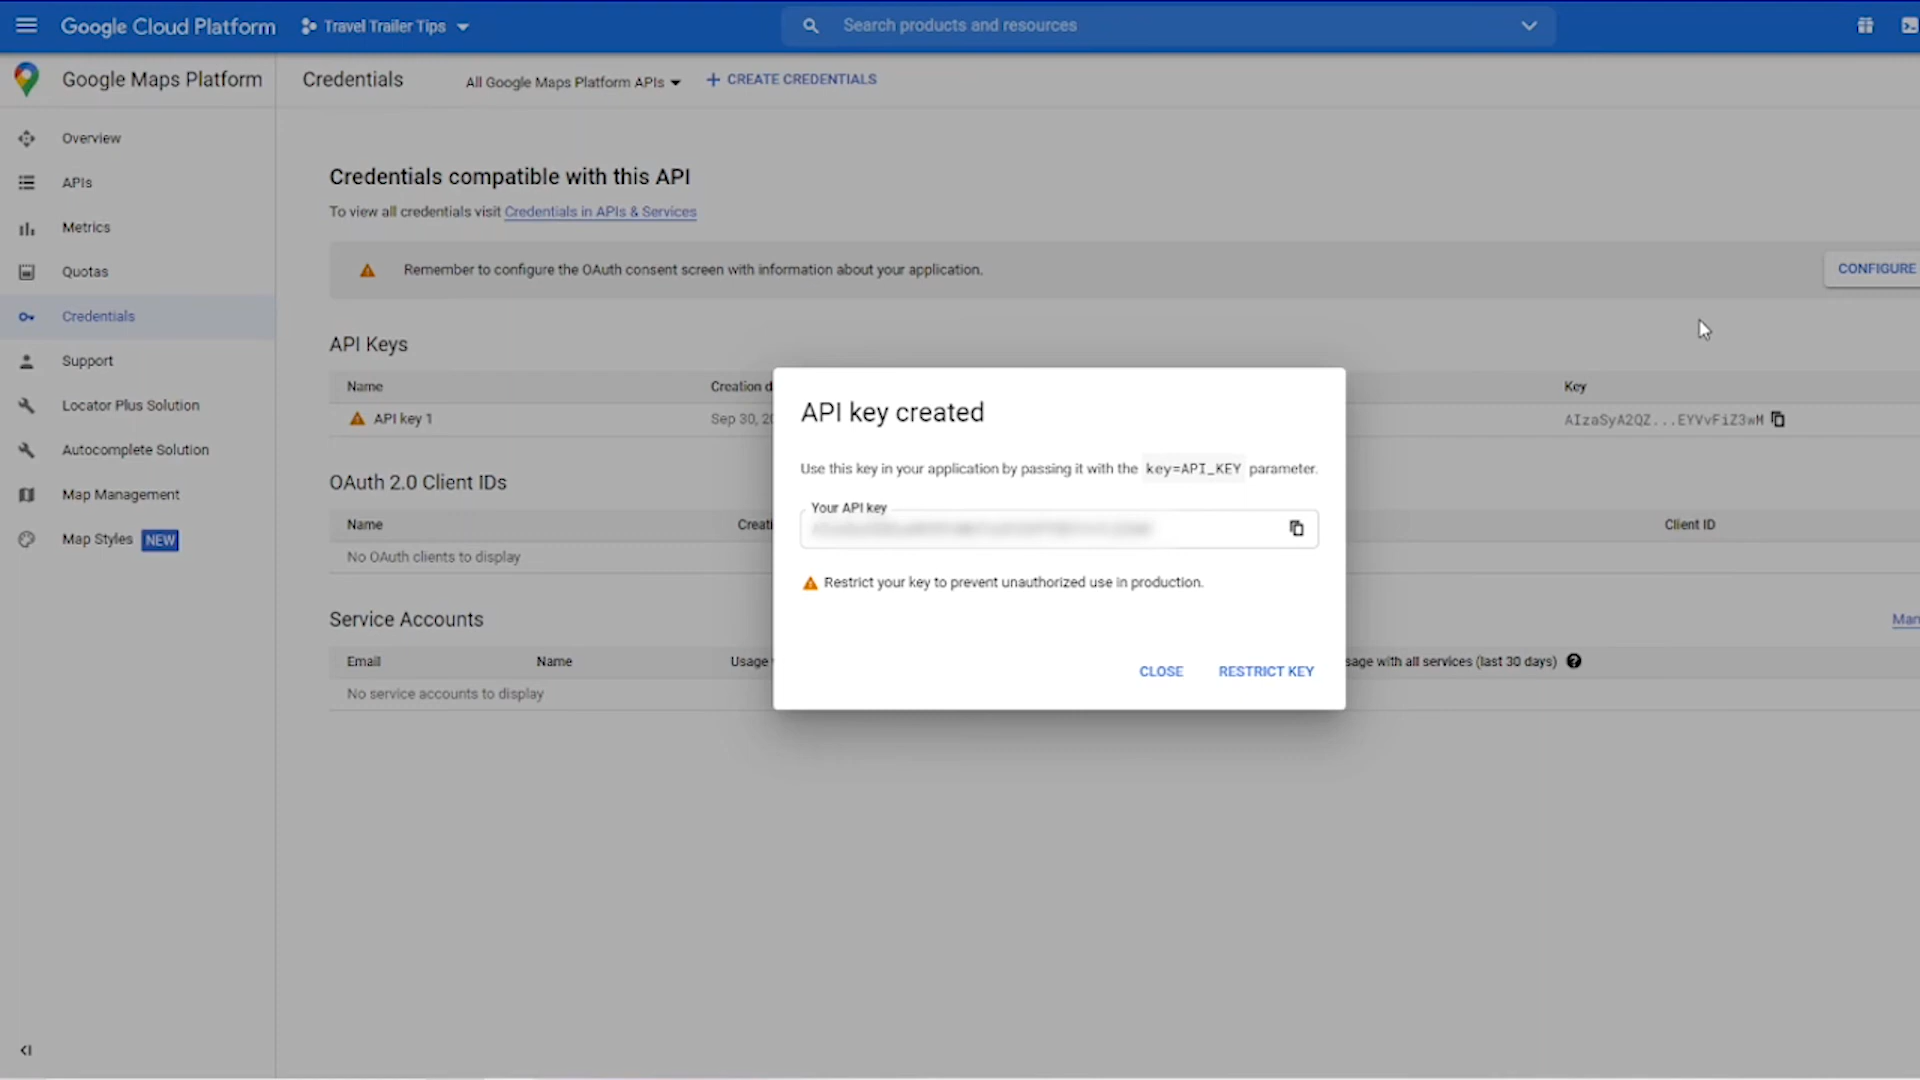 Google Cloud Platform
Travel Trailer Tips
Search products and resources
Google Maps Platform
Credentials
All Google Maps Platform APIs
CREATE CREDENTIALS
Overview
APIs
Metrics
Quotas
Credentials
Support
Locator Plus Solution
Autocomplete Solution
Map Management
Map Styles NEW
Credentials compatible with this API
To view all credentials visit Credentials in APIs & Services
Remember to configure the OAuth consent screen with information about your application.
CONFIGURE
API Keys
Name Creation d Key
API key 1 Sep 30, 20 AIzaSyA2QZ...EYVvFiZ3wM
OAuth 2.0 Client IDs
Name Creati Client ID
No OAuth clients to display
Service Accounts
Man
Email Name Usage sage with all services (last 30 days)
No service accounts to display
API key created
Use this key in your application by passing it with the key=API_KEY parameter.
Your API key
Restrict your key to prevent unauthorized use in production.
CLOSE RESTRICT KEY